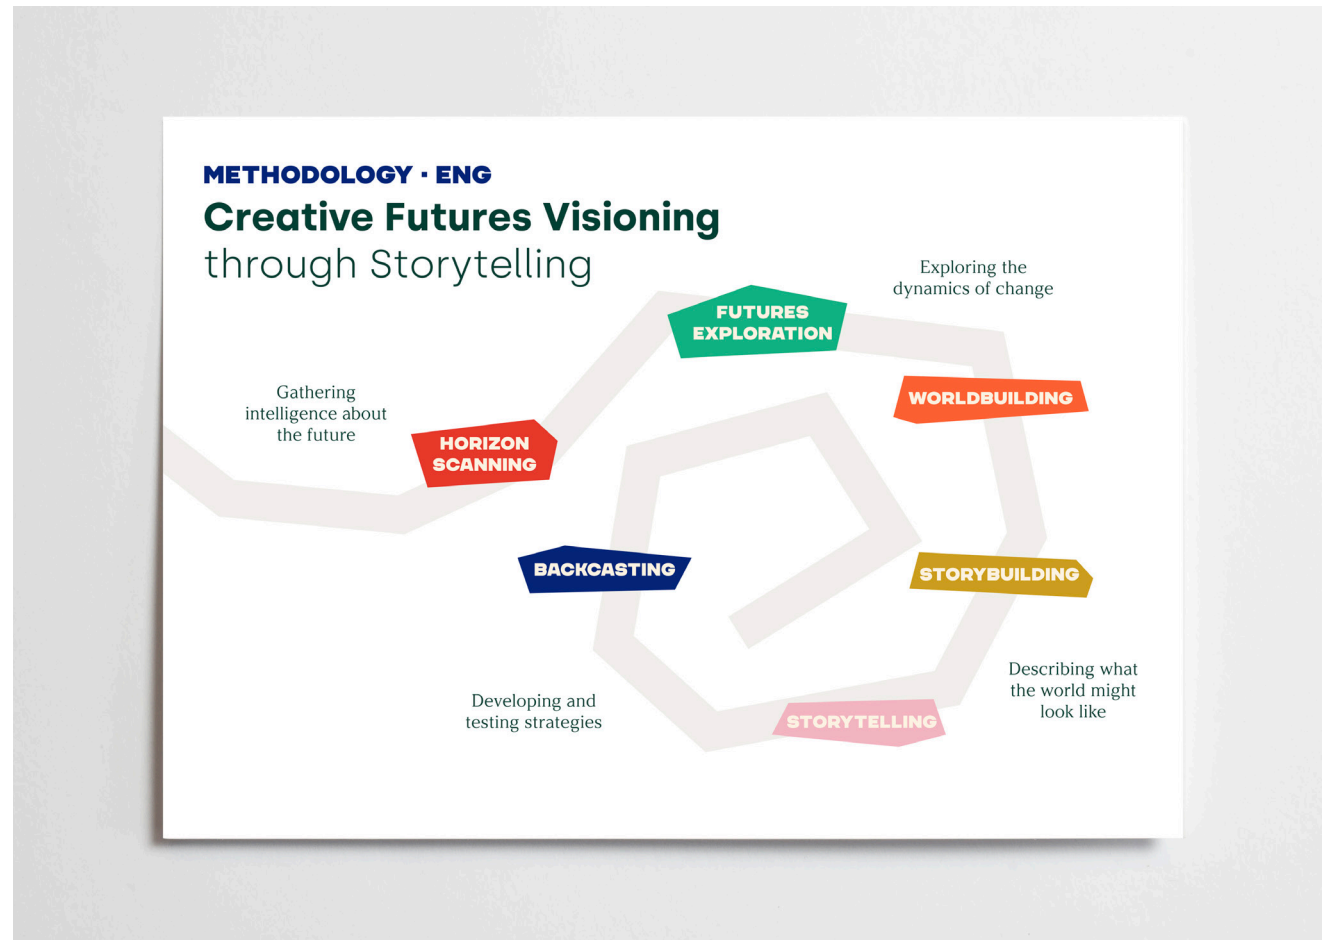 METHODOLOGY · ENG
Creative Futures Visioning
through Storytelling
Exploring the
dynamics of change
FUTURES
EXPLORATION
WORLDBUILDING
Gathering
intelligence about
the future
HORIZON
SCANNING
BACKCASTING
STORYBUILDING
Describing what
the world might
look like
Developing and
testing strategies
STORYTELLING